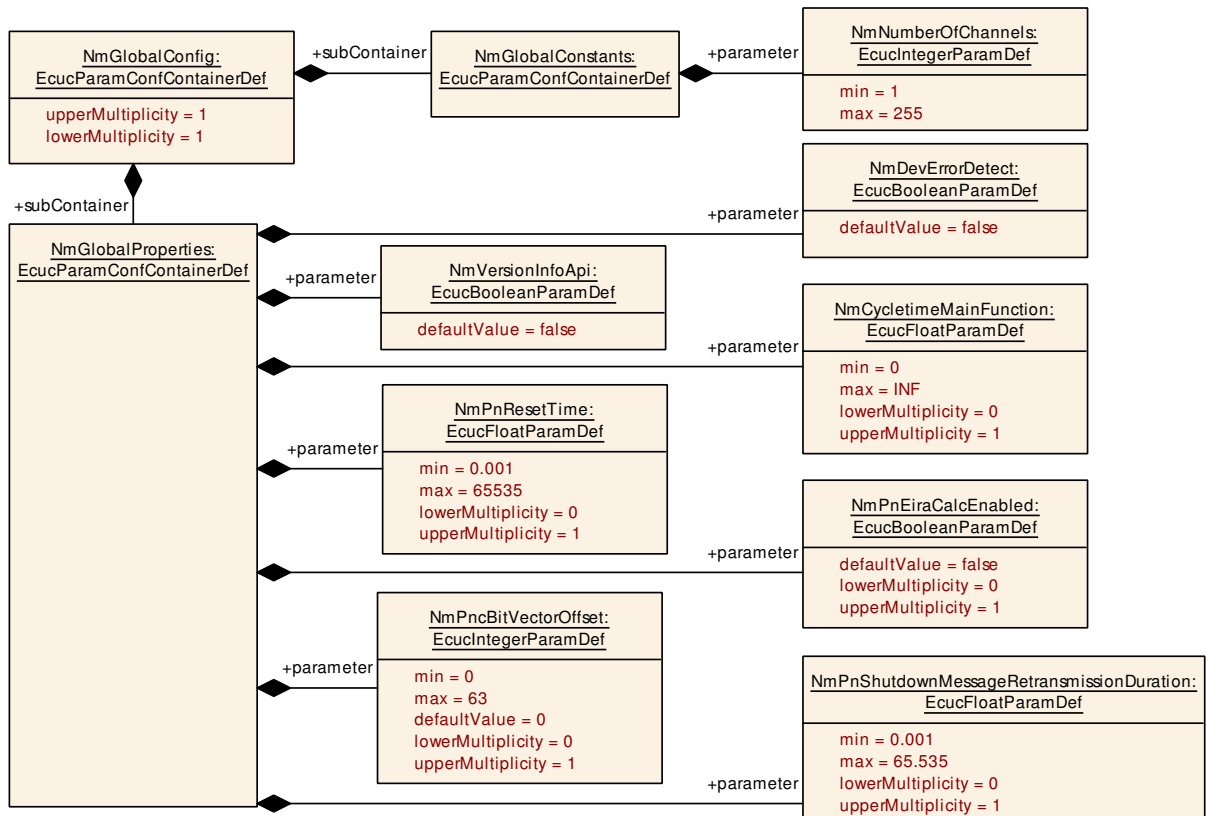 NmGlobalConfig:
EcucParamConfContainerDef
upperMultiplicity = 1
lowerMultiplicity = 1
+subContainer
NmGlobalConstants:
EcucParamConfContainerDef
+parameter
NmNumberOfChannels:
EcucIntegerParamDef
min = 1
max = 255
+subContainer
NmGlobalProperties:
EcucParamConfContainerDef
+parameter
NmDevErrorDetect:
EcucBooleanParamDef
defaultValue = false
+parameter
NmVersionInfoApi:
EcucBooleanParamDef
defaultValue = false
+parameter
NmCycletimeMainFunction:
EcucFloatParamDef
min = 0
max = INF
lowerMultiplicity = 0
upperMultiplicity = 1
+parameter
NmPnResetTime:
EcucFloatParamDef
min = 0.001
max = 65535
lowerMultiplicity = 0
upperMultiplicity = 1
+parameter
NmPnEiraCalcEnabled:
EcucBooleanParamDef
defaultValue = false
lowerMultiplicity = 0
upperMultiplicity = 1
+parameter
NmPncBitVectorOffset:
EcucIntegerParamDef
min = 0
max = 63
defaultValue = 0
lowerMultiplicity = 0
upperMultiplicity = 1
+parameter
NmPnShutdownMessageRetransmissionDuration:
EcucFloatParamDef
min = 0.001
max = 65.535
lowerMultiplicity = 0
upperMultiplicity = 1